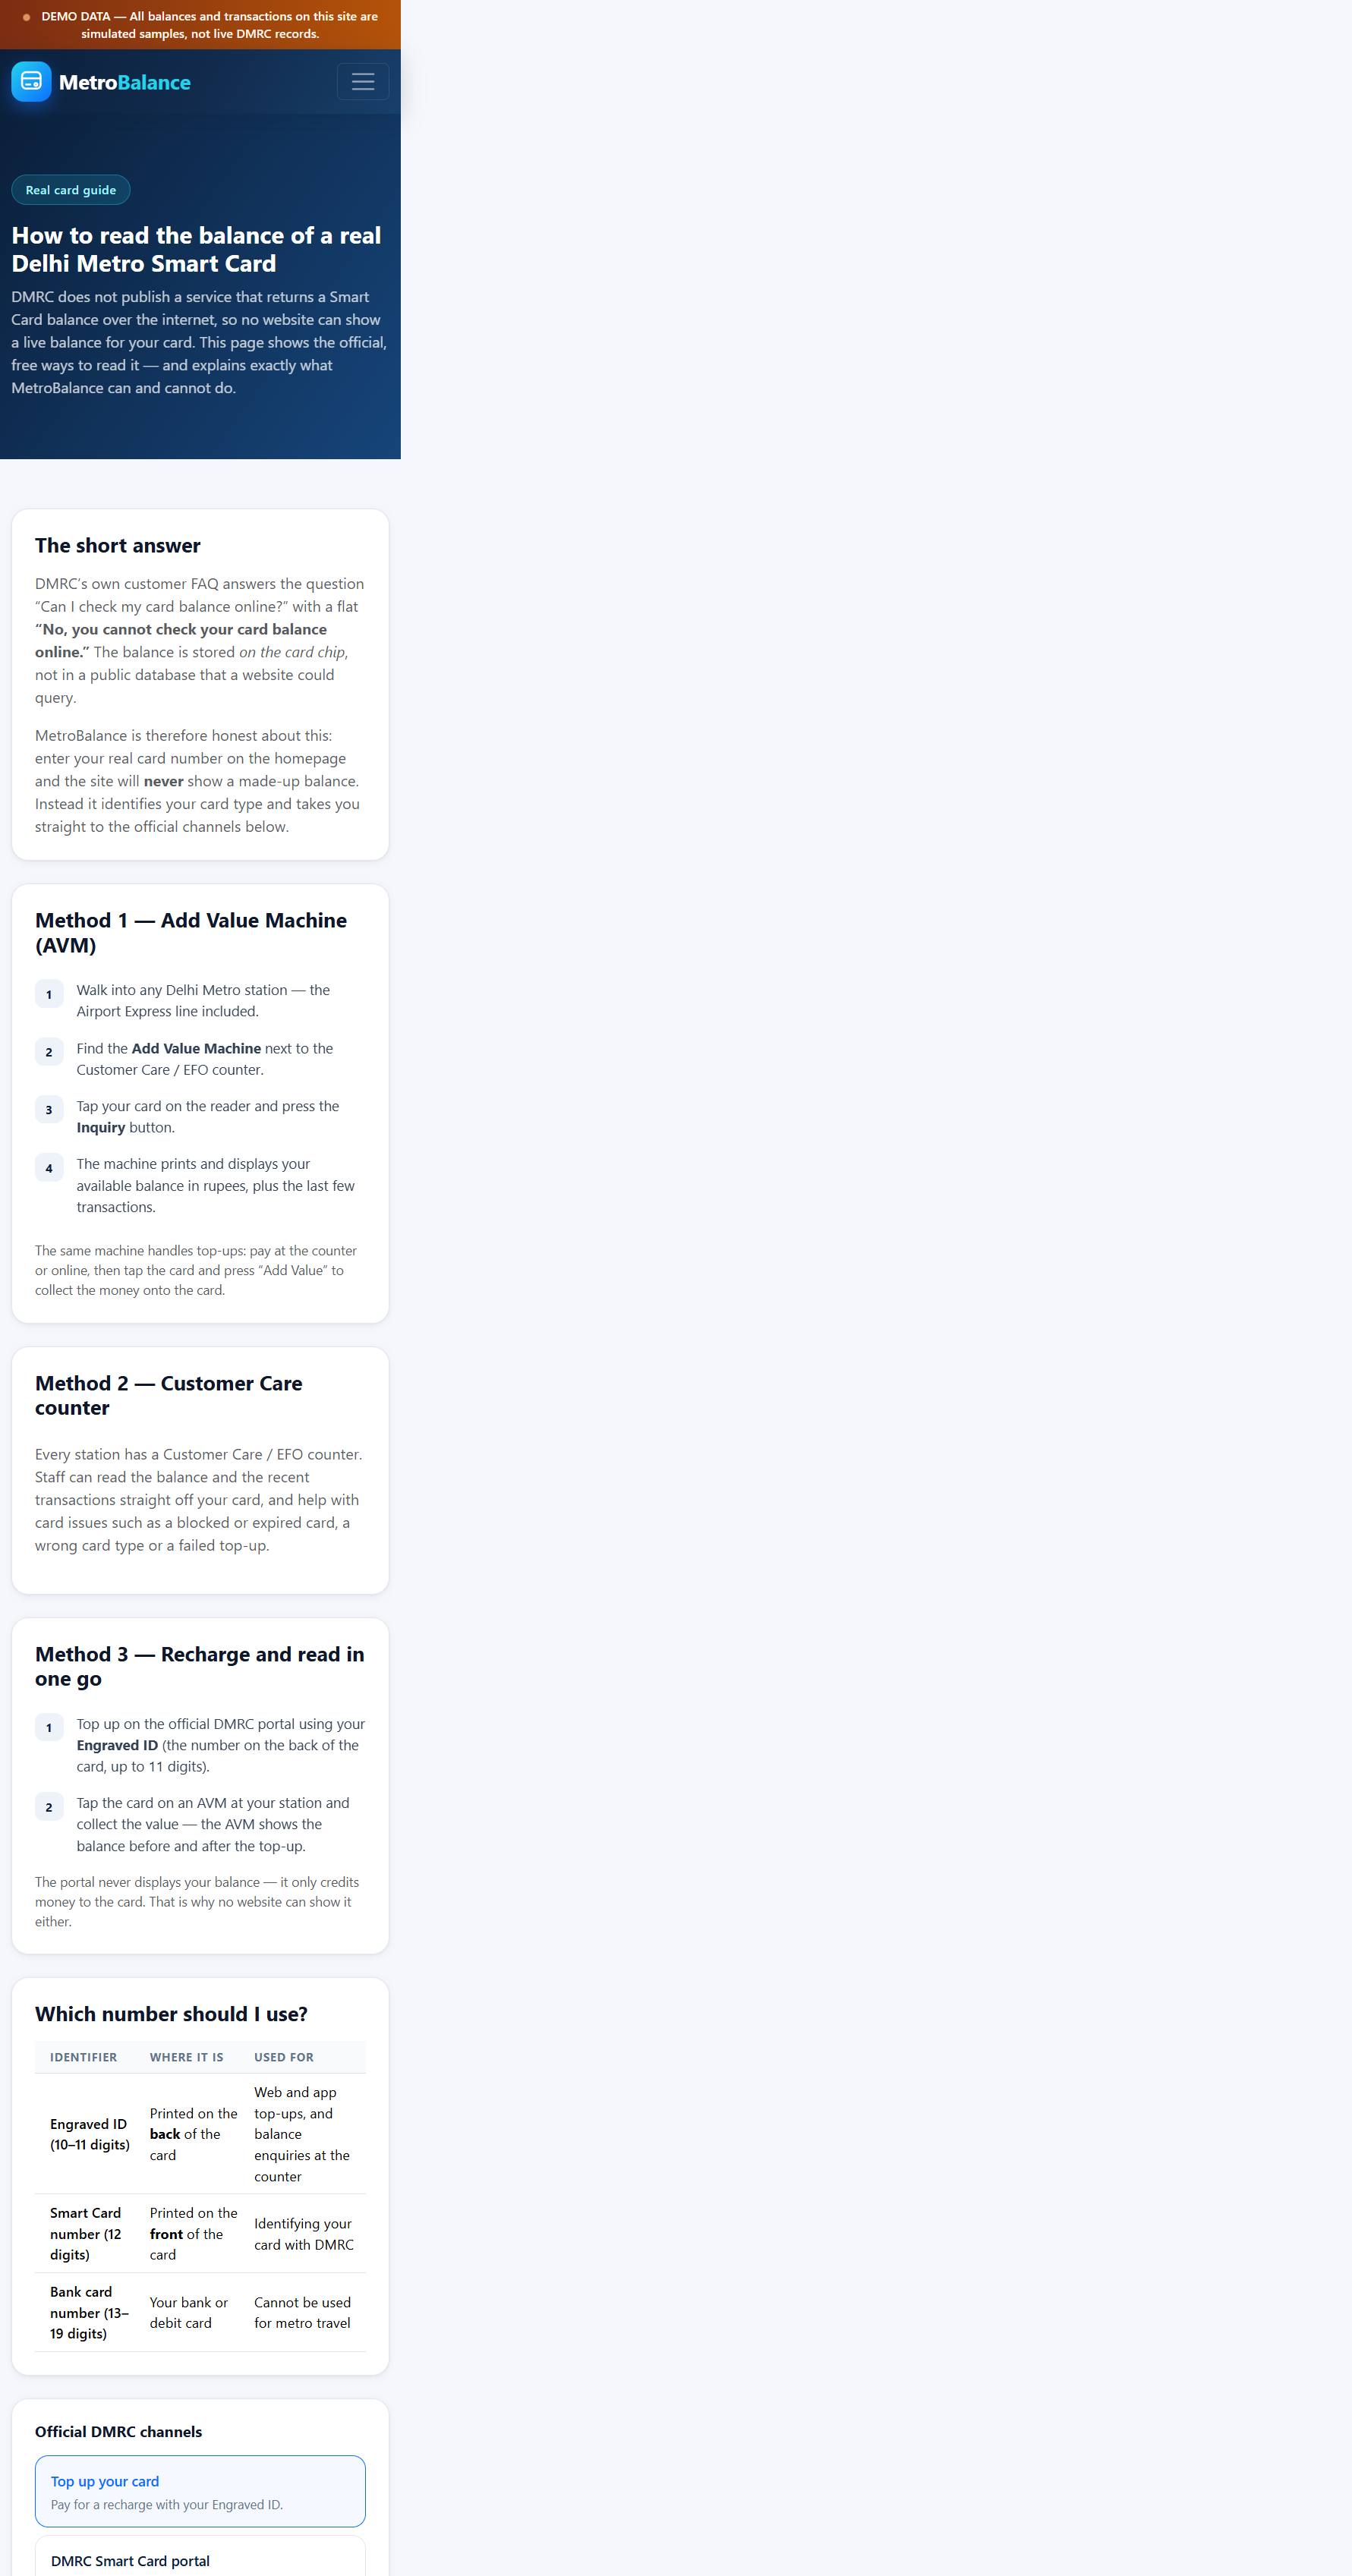 DEMO DATA — All balances and transactions on this site are
simulated samples, not live DMRC records.
MetroBalance
Real card guide
How to read the balance of a real
Delhi Metro Smart Card
DMRC does not publish a service that returns a Smart
Card balance over the internet, so no website can show
a live balance for your card. This page shows the official,
free ways to read it — and explains exactly what
MetroBalance can and cannot do.
The short answer
DMRC’s own customer FAQ answers the question
“Can I check my card balance online?” with a flat
“No, you cannot check your card balance
online.” The balance is stored on the card chip,
not in a public database that a website could
query.
MetroBalance is therefore honest about this:
enter your real card number on the homepage
and the site will never show a made-up balance.
Instead it identifies your card type and takes you
straight to the official channels below.
Method 1 — Add Value Machine
(AVM)
1 Walk into any Delhi Metro station — the
Airport Express line included.
2 Find the Add Value Machine next to the
Customer Care / EFO counter.
3 Tap your card on the reader and press the
Inquiry button.
4 The machine prints and displays your
available balance in rupees, plus the last few
transactions.
The same machine handles top-ups: pay at the counter
or online, then tap the card and press “Add Value” to
collect the money onto the card.
Method 2 — Customer Care
counter
Every station has a Customer Care / EFO counter.
Staff can read the balance and the recent
transactions straight off your card, and help with
card issues such as a blocked or expired card, a
wrong card type or a failed top-up.
Method 3 — Recharge and read in
one go
1 Top up on the official DMRC portal using your
Engraved ID (the number on the back of the
card, up to 11 digits).
2 Tap the card on an AVM at your station and
collect the value — the AVM shows the
balance before and after the top-up.
The portal never displays your balance — it only credits
money to the card. That is why no website can show it
either.
Which number should I use?
IDENTIFIER WHERE IT IS USED FOR
Engraved ID
(10–11 digits)
Printed on the
back of the
card
Web and app
top-ups, and
balance
enquiries at the
counter
Smart Card
number (12
digits)
Printed on the
front of the
card
Identifying your
card with DMRC
Bank card
number (13–
19 digits)
Your bank or
debit card
Cannot be used
for metro travel
Official DMRC channels
Top up your card
Pay for a recharge with your Engraved ID.
DMRC Smart Card portal